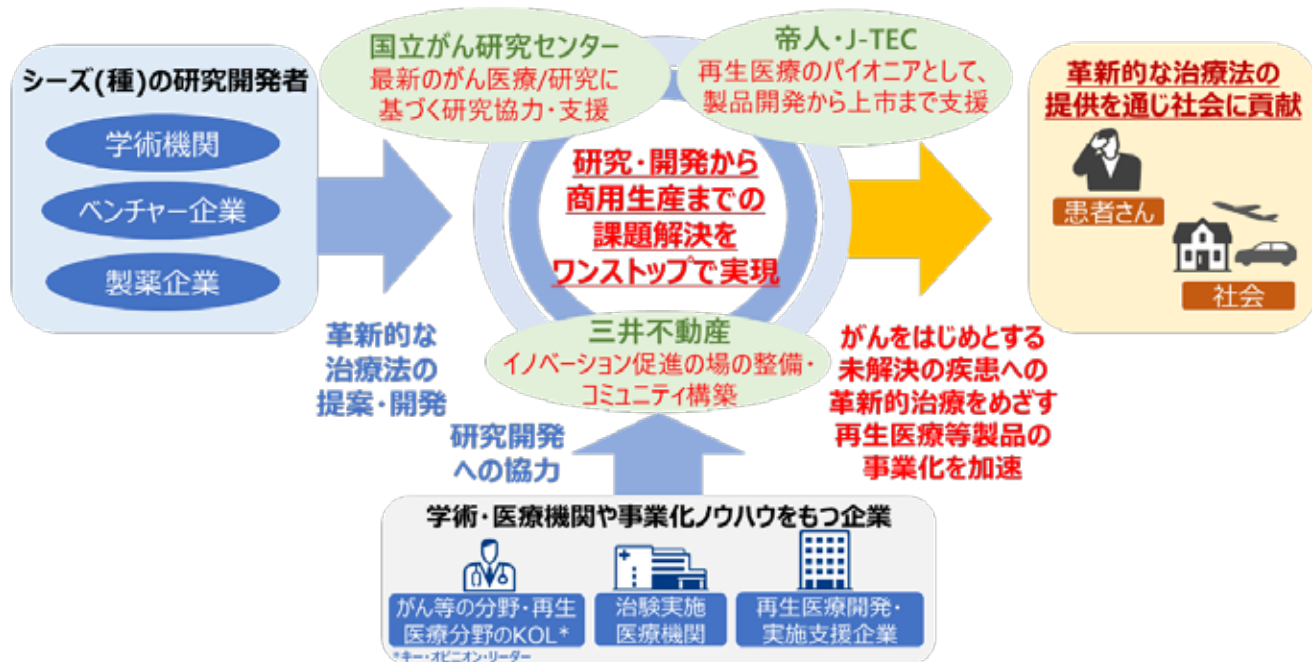 シーズ(種)の研究開発者
学術機関
ベンチャー企業
製薬企業
国立がん研究センター
最新のがん医療/研究に
基づく研究協力・支援
帝人・J-TEC
再生医療のパイオニアとして、
製品開発から上市まで支援
研究・開発から
商用生産までの
課題解決を
ワンストップで実現
三井不動産
イノベーション促進の場の整備・
コミュニティ構築
革新的な
治療法の
提案・開発
研究開発
への協力
がんをはじめとする
未解決の疾患への
革新的治療をめざす
再生医療等製品の
事業化を加速
革新的な治療法の
提供を通じ社会に貢献
患者さん
社会
学術・医療機関や事業化ノウハウをもつ企業
がん等の分野・再生
医療分野のKOL*
*キー・オピニオン・リーダー
治験実施
医療機関
再生医療開発・
実施支援企業